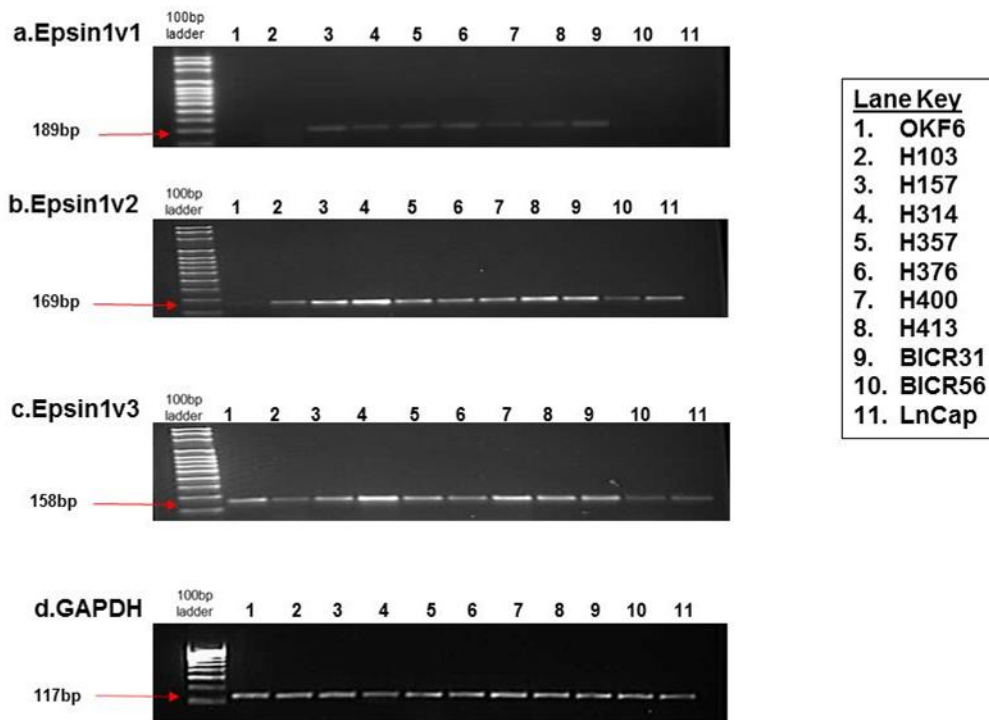 a.Epsin1v1
100bp
ladder
1 2 3 4 5 6 7 8 9 10 11
189bp
b.Epsin1v2
100bp
ladder
1 2 3 4 5 6 7 8 9 10 11
169bp
c.Epsin1v3
100bp
ladder
1 2 3 4 5 6 7 8 9 10 11
158bp
d.GAPDH
100bp
ladder
1 2 3 4 5 6 7 8 9 10 11
117bp
Lane Key
1. OKF6
2. H103
3. H157
4. H314
5. H357
6. H376
7. H400
8. H413
9. BICR31
10. BICR56
11. LnCap